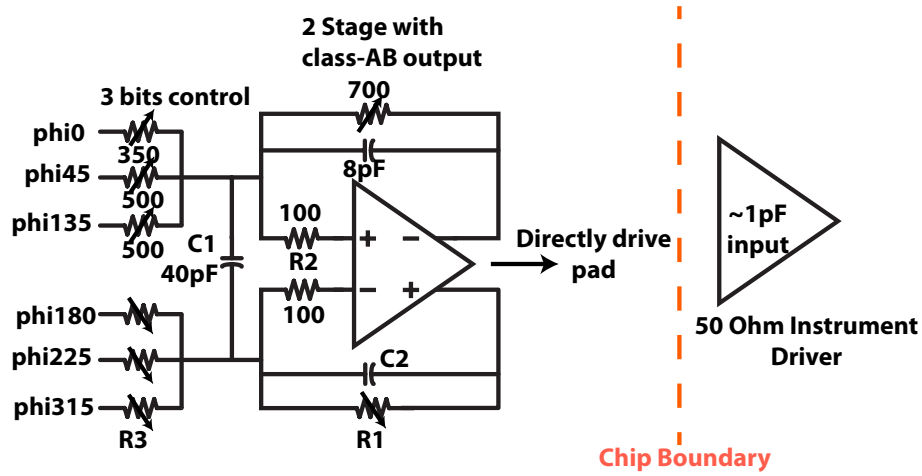 2 Stage with
class-AB output
700
3 bits control
phi0
350
8pF
phi45
500
phi135
500
100
+
−
C1
40pF
R2
Directly drive
pad
~1pF
input
−
+
100
phi180
50 Ohm Instrument
Driver
phi225
C2
phi315
R3
R1
Chip Boundary